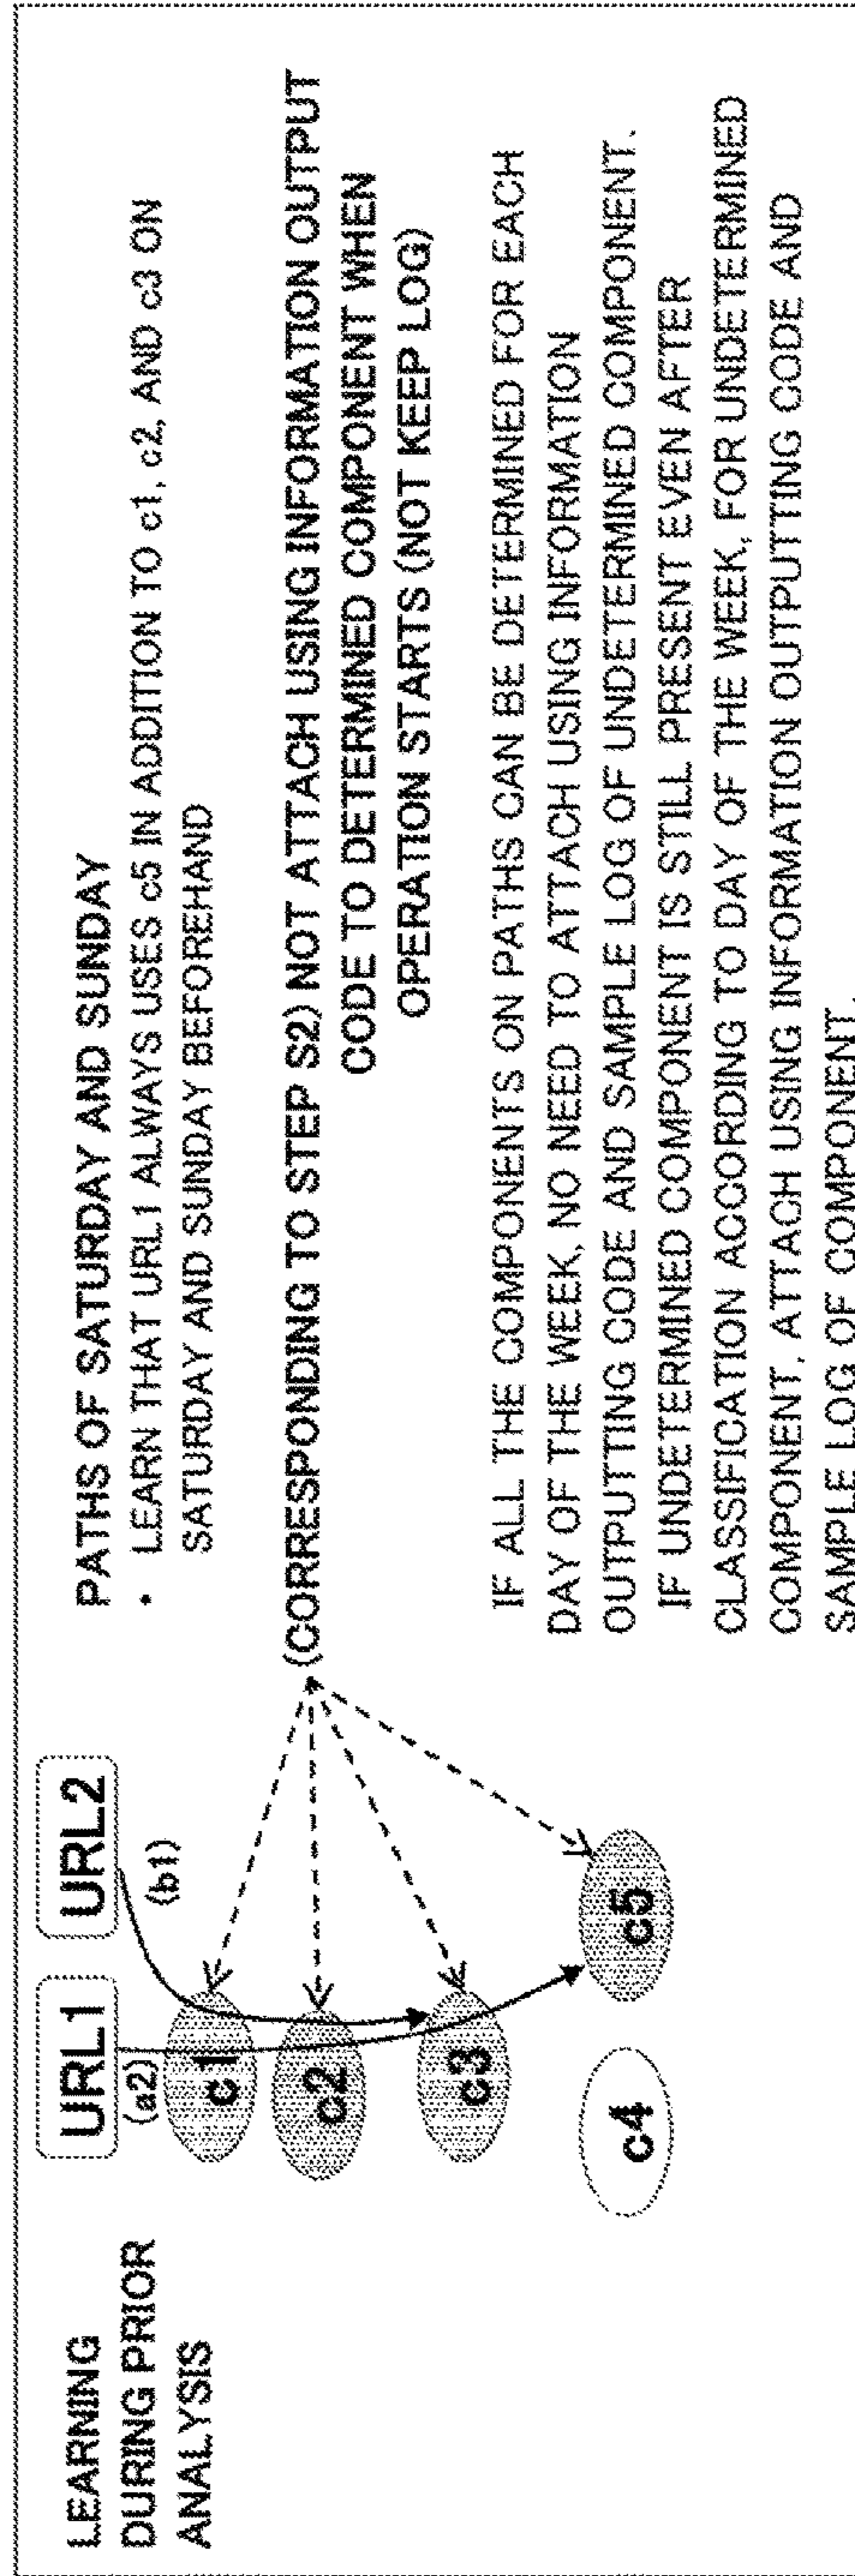 LEARNING
DURING PRIOR
ANALYSIS
URL1
URL2
(a2)
(b1)
c1
c2
c3
c4
c5
PATHS OF SATURDAY AND SUNDAY
• LEARN THAT URL1 ALWAYS USES c5 IN ADDITION TO c1, c2, AND c3 ON
SATURDAY AND SUNDAY BEFOREHAND
(CORRESPONDING TO STEP S2) NOT ATTACH USING INFORMATION OUTPUT
CODE TO DETERMINED COMPONENT WHEN
OPERATION STARTS (NOT KEEP LOG)
IF ALL THE COMPONENTS ON PATHS CAN BE DETERMINED FOR EACH
DAY OF THE WEEK, NO NEED TO ATTACH USING INFORMATION
OUTPUTTING CODE AND SAMPLE LOG OF UNDETERMINED COMPONENT.
IF UNDETERMINED COMPONENT IS STILL PRESENT EVEN AFTER
CLASSIFICATION ACCORDING TO DAY OF THE WEEK, FOR UNDETERMINED
COMPONENT, ATTACH USING INFORMATION OUTPUTTING CODE AND
SAMPLE LOG OF COMPONENT.